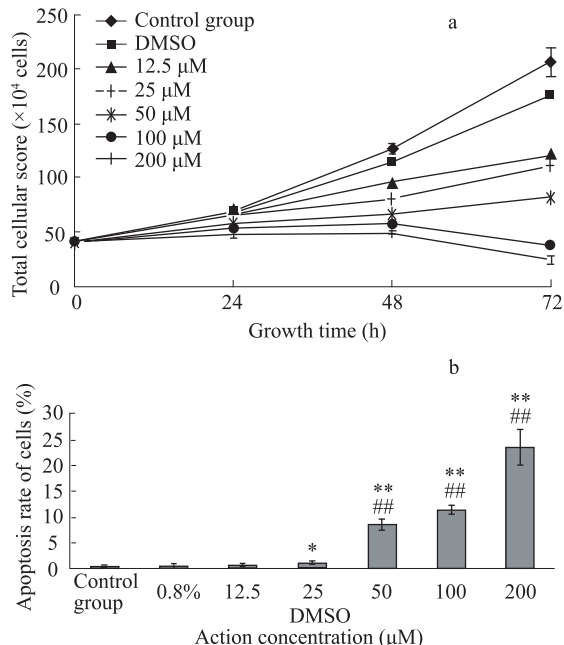 a
Control group
DMSO
12.5 μM
25 μM
50 μM
100 μM
200 μM
Total cellular score (×10⁴ cells)
250
200
150
100
50
0
0 24 48 72
Growth time (h)
b
Apoptosis rate of cells (%)
30
25
20
15
10
5
0
*
**
##
**
##
**
##
Control
group 0.8% 12.5 25 50 100 200
DMSO
Action concentration (μM)